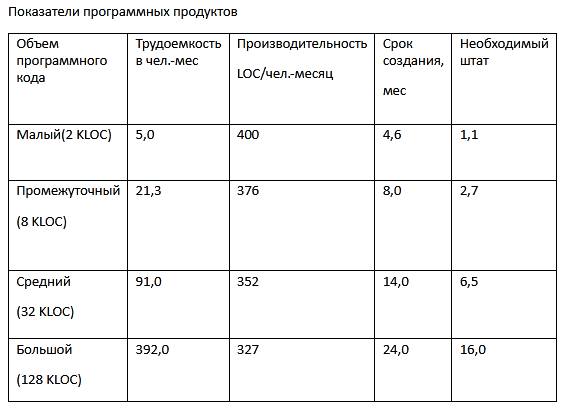 Показатели программных продуктов
Объем программного кода Трудоемкость в чел.-мес Производительность LOC/чел.-месяц Срок создания, мес Необходимый штат
Малый(2 KLOC) 5,0 400 4,6 1,1
Промежуточный (8 KLOC) 21,3 376 8,0 2,7
Средний (32 KLOC) 91,0 352 14,0 6,5
Большой (128 KLOC) 392,0 327 24,0 16,0